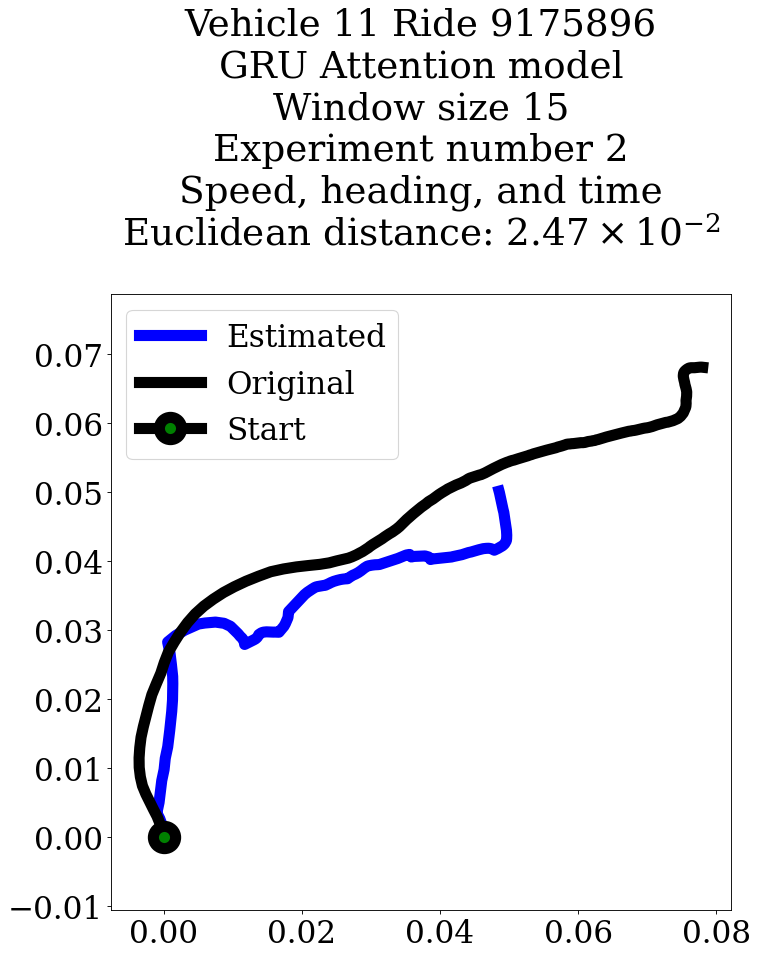 Vehicle 11 Ride 9175896
GRU Attention model
Window size 15
Experiment number 2
Speed, heading, and time
Euclidean distance: 2.47 × 10⁻²
Estimated
Original
Start
0.07
0.06
0.05
0.04
0.03
0.02
0.01
0.00
−0.01
0.00 0.02 0.04 0.06 0.08